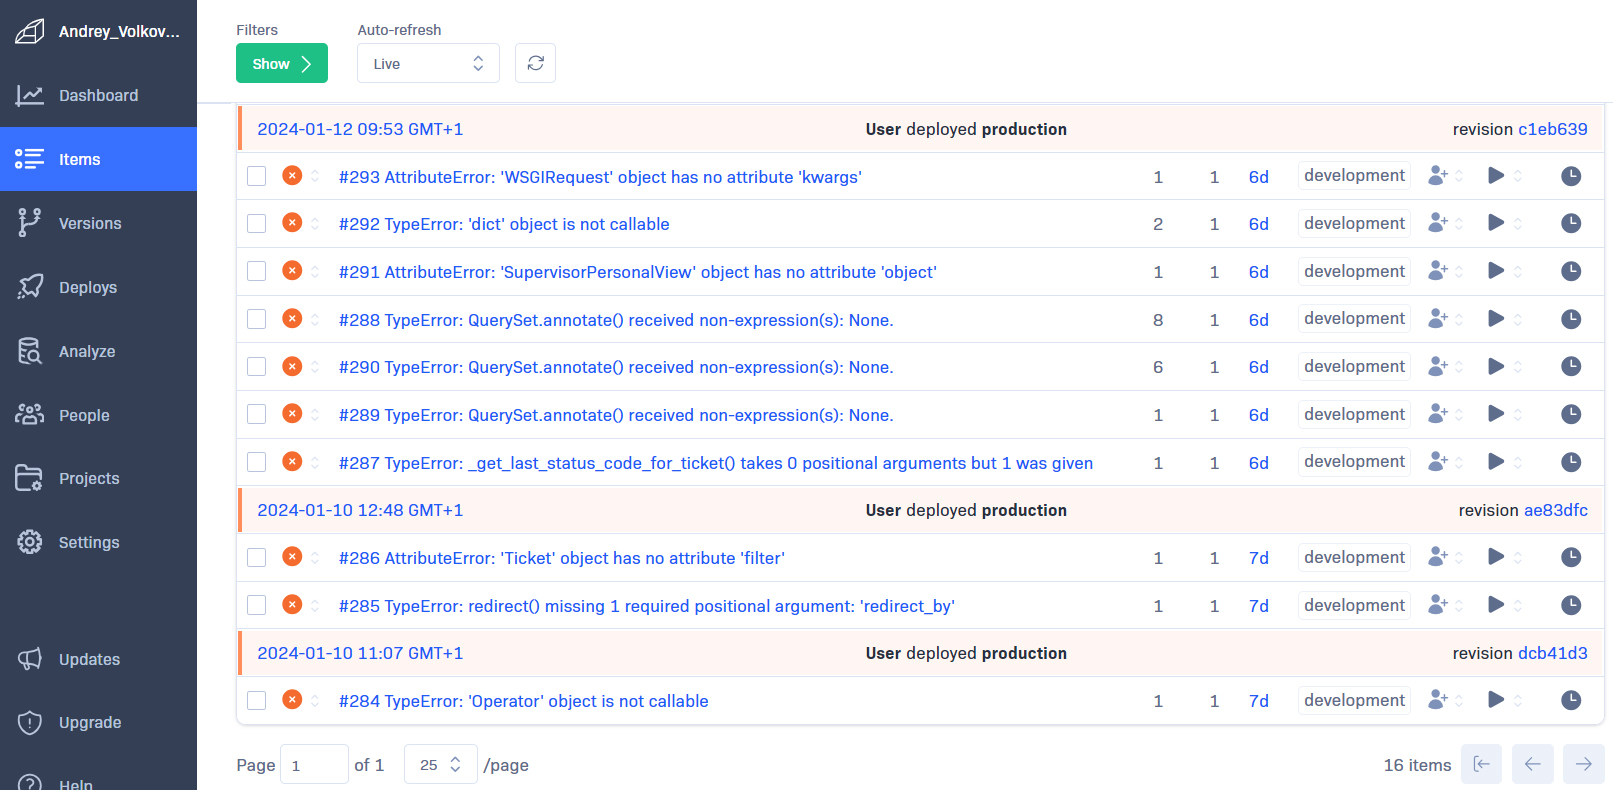 Andrey_Volkov...
Dashboard
Items
Versions
Deploys
Analyze
People
Projects
Settings
Updates
Upgrade
Help
Filters
Auto-refresh
Show
Live
2024-01-12 09:53 GMT+1 User deployed production revision c1eb639
#293 AttributeError: 'WSGIRequest' object has no attribute 'kwargs' 1 1 6d development
#292 TypeError: 'dict' object is not callable 2 1 6d development
#291 AttributeError: 'SupervisorPersonalView' object has no attribute 'object' 1 1 6d development
#288 TypeError: QuerySet.annotate() received non-expression(s): None. 8 1 6d development
#290 TypeError: QuerySet.annotate() received non-expression(s): None. 6 1 6d development
#289 TypeError: QuerySet.annotate() received non-expression(s): None. 1 1 6d development
#287 TypeError: _get_last_status_code_for_ticket() takes 0 positional arguments but 1 was given 1 1 6d development
2024-01-10 12:48 GMT+1 User deployed production revision ae83dfc
#286 AttributeError: 'Ticket' object has no attribute 'filter' 1 1 7d development
#285 TypeError: redirect() missing 1 required positional argument: 'redirect_by' 1 1 7d development
2024-01-10 11:07 GMT+1 User deployed production revision dcb41d3
#284 TypeError: 'Operator' object is not callable 1 1 7d development
Page 1 of 1 25 /page 16 items